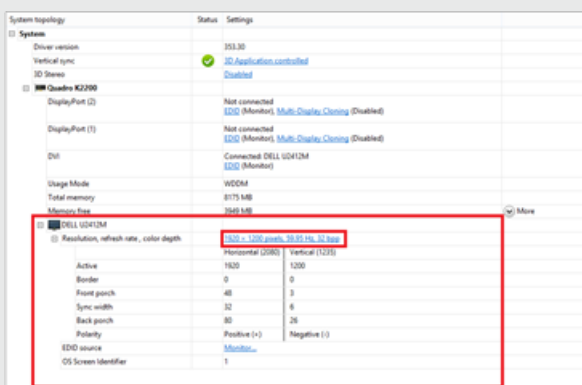 System topology Status Settings
System
Driver version 353.30
Vertical sync 3D Application controlled
3D Stereo Disabled
Quadro K2200
DisplayPort (2) Not connected
EDID (Monitor), Multi-Display Cloning (Disabled)
DisplayPort (1) Not connected
EDID (Monitor), Multi-Display Cloning (Disabled)
DVI Connected: DELL U2412M
EDID (Monitor)
Usage Mode WDDM
Total memory 8175 MB
Memory free 3949 MB More
DELL U2412M
Resolution, refresh rate , color depth 1920 × 1200 pixels, 59.95 Hz, 32 bpp
Horizontal (2080) Vertical (1235)
Active 1920 1200
Border 0 0
Front porch 48 3
Sync width 32 6
Back porch 80 26
Polarity Positive (+) Negative (-)
EDID source Monitor...
OS Screen Identifier 1